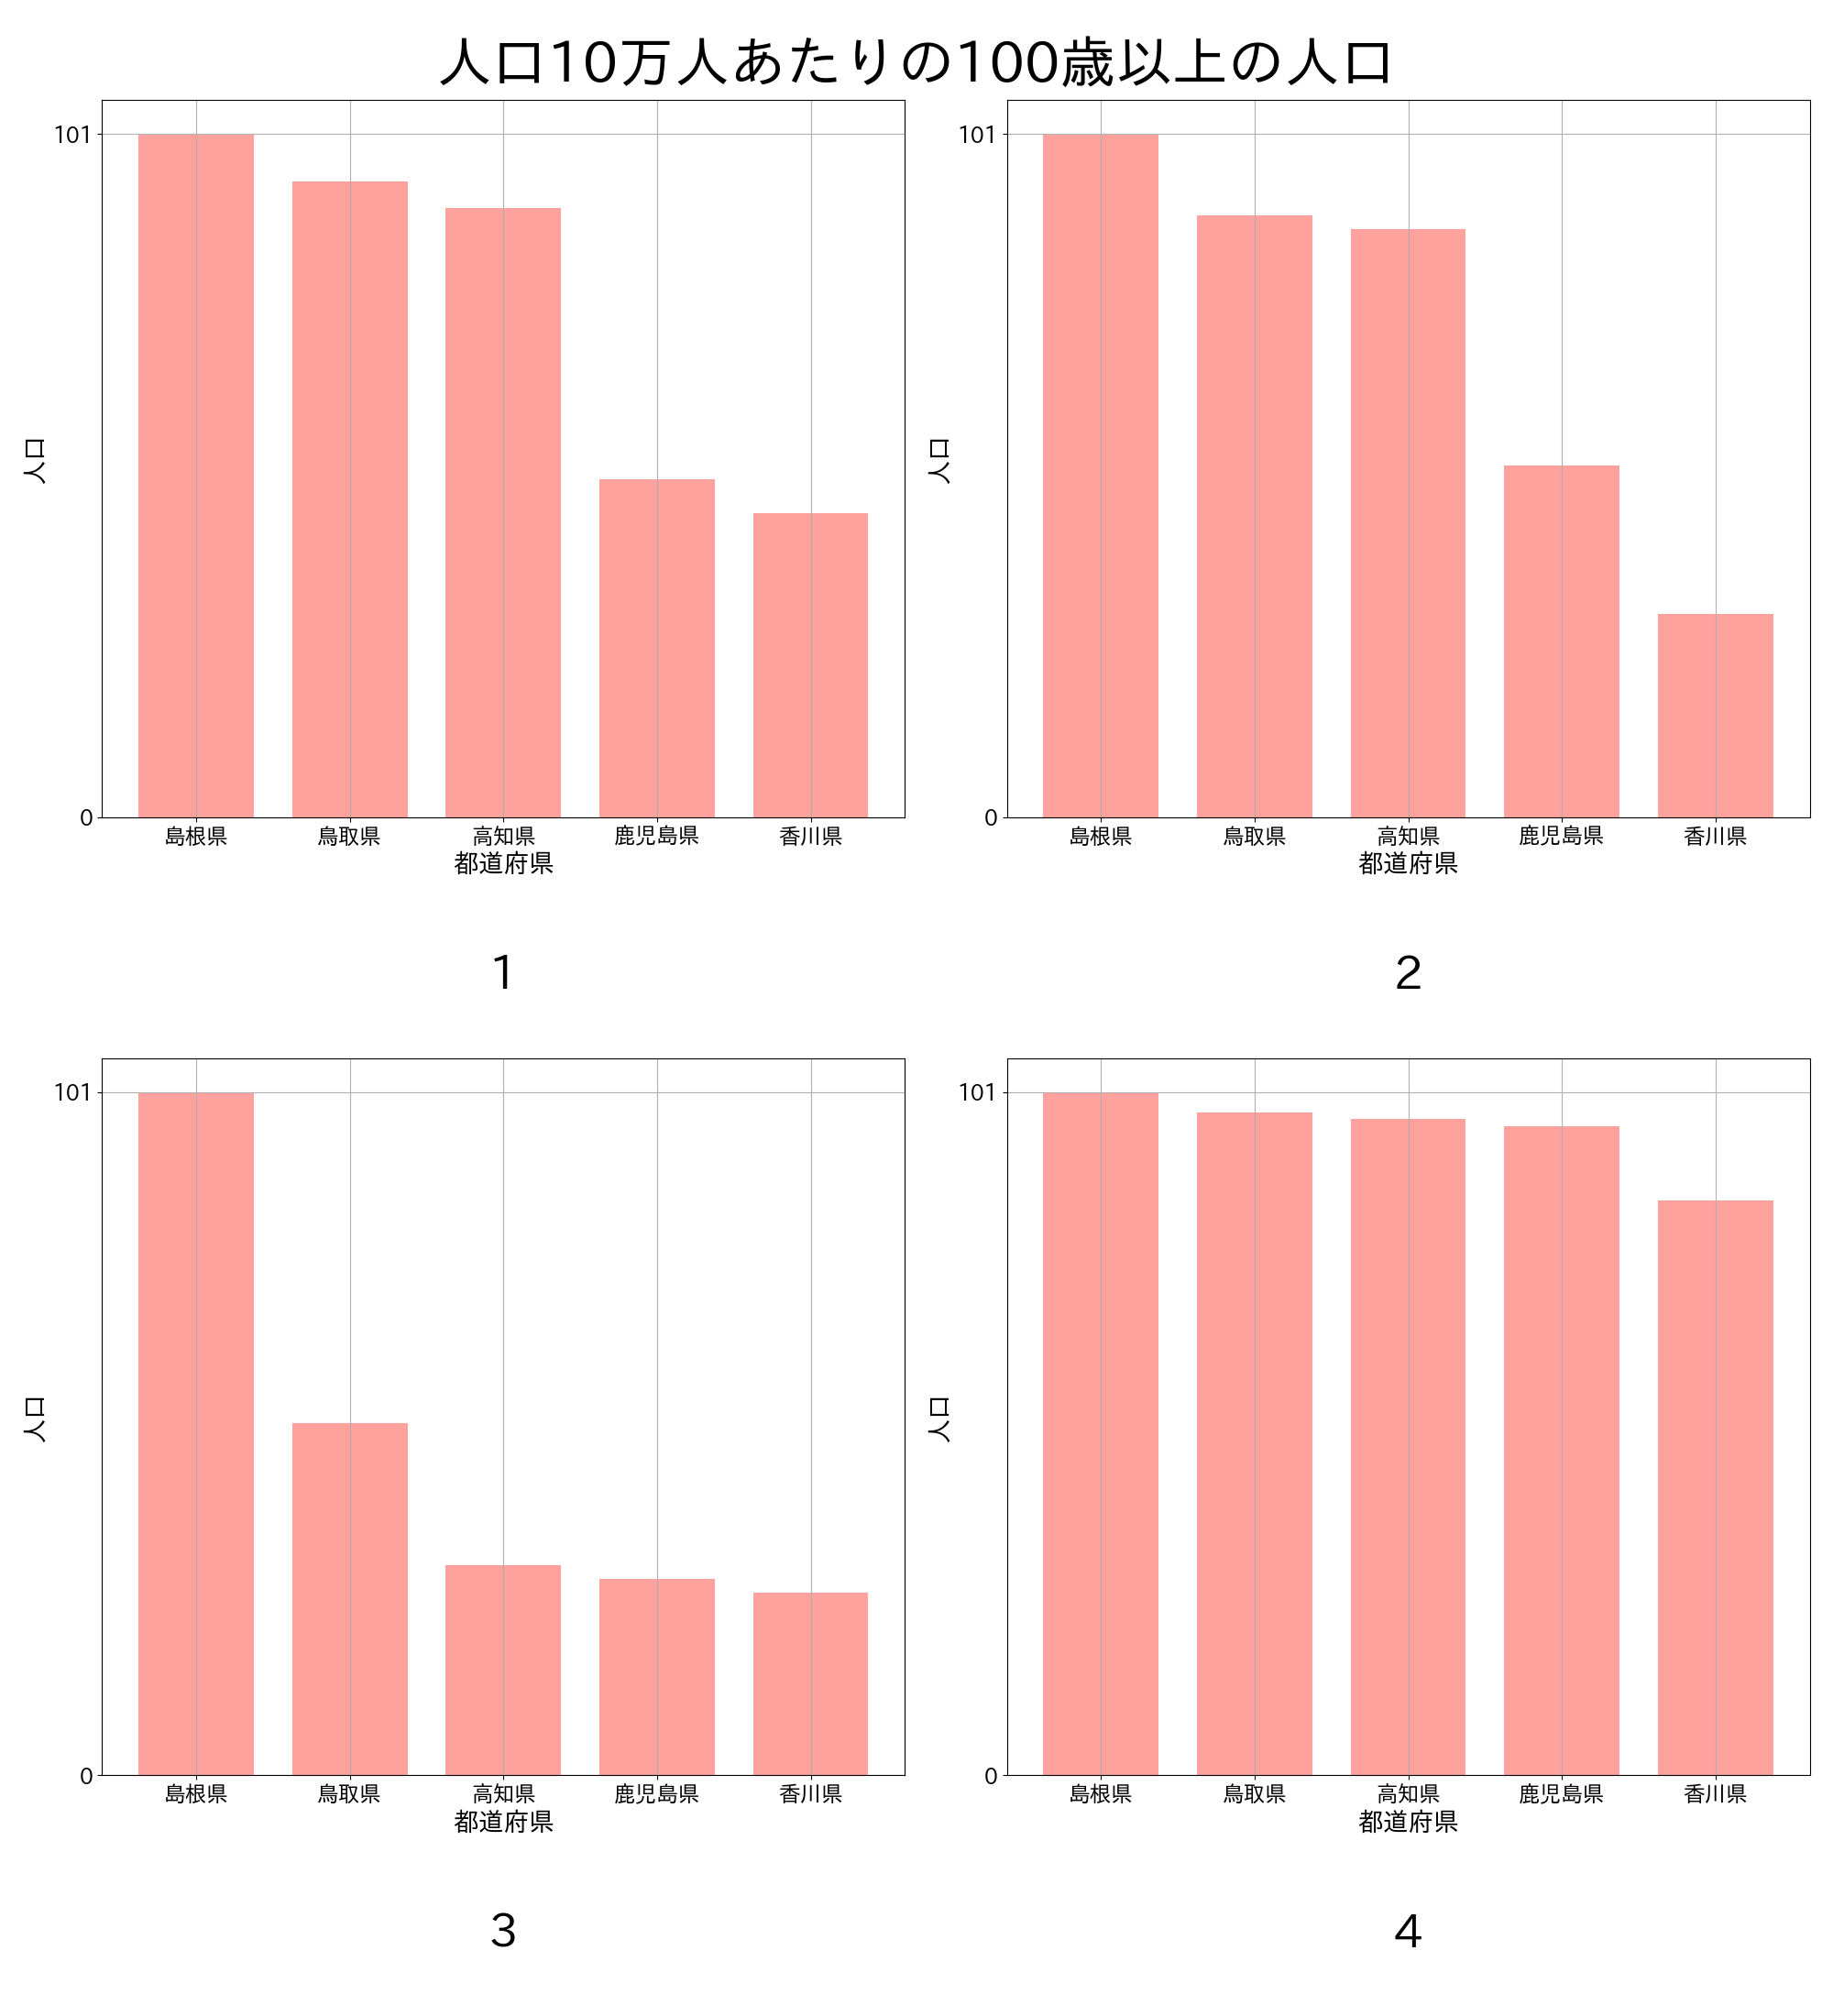 人口10万人あたりの100歳以上の人口
101
0
人口
島根県 鳥取県 高知県 鹿児島県 香川県
都道府県
1
101
0
人口
島根県 鳥取県 高知県 鹿児島県 香川県
都道府県
2
101
0
人口
島根県 鳥取県 高知県 鹿児島県 香川県
都道府県
3
101
0
人口
島根県 鳥取県 高知県 鹿児島県 香川県
都道府県
4